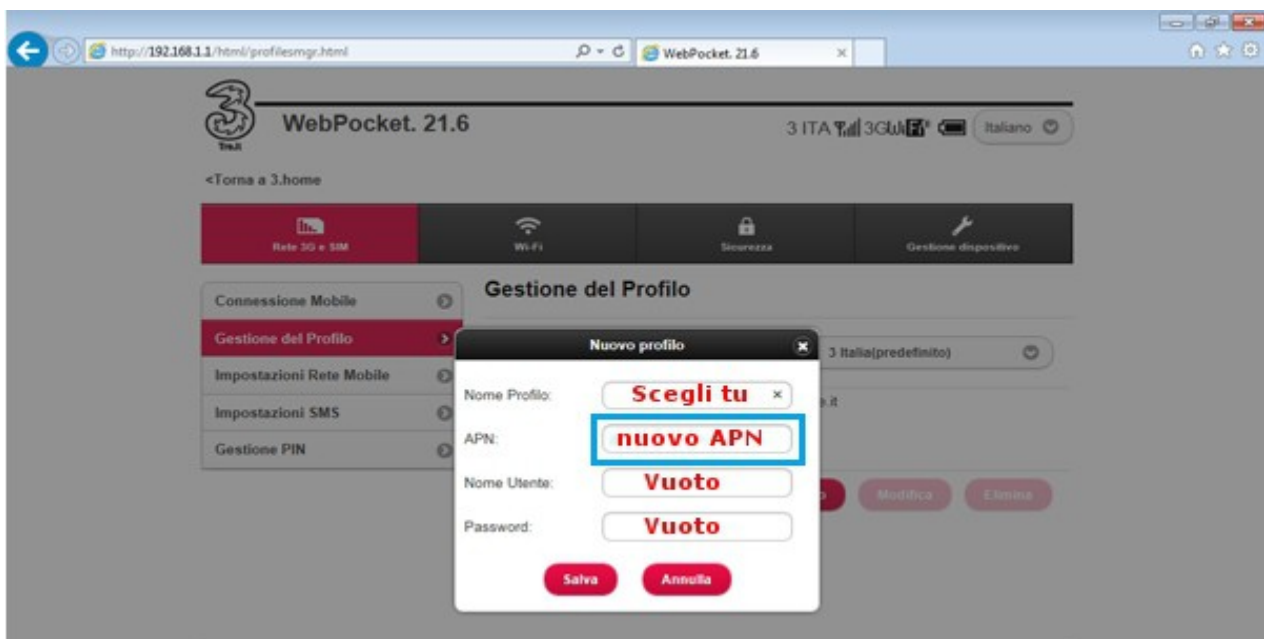 http://192.168.1.1/html/profilesmgr.html
WebPocket. 21.6
WebPocket. 21.6
3 ITA 3G WiFi Italiano
Tre.it
<Torna a 3.home
Rete 3G e SIM Wi-Fi Sicurezza Gestione dispositivo
Connessione Mobile
Gestione del Profilo
Impostazioni Rete Mobile
Impostazioni SMS
Gestione PIN
Gestione del Profilo
3 Italia(predefinito)
.it
Modifica Elimina
Nuovo profilo
Nome Profilo: Scegli tu
APN: nuovo APN
Nome Utente: Vuoto
Password: Vuoto
Salva Annulla